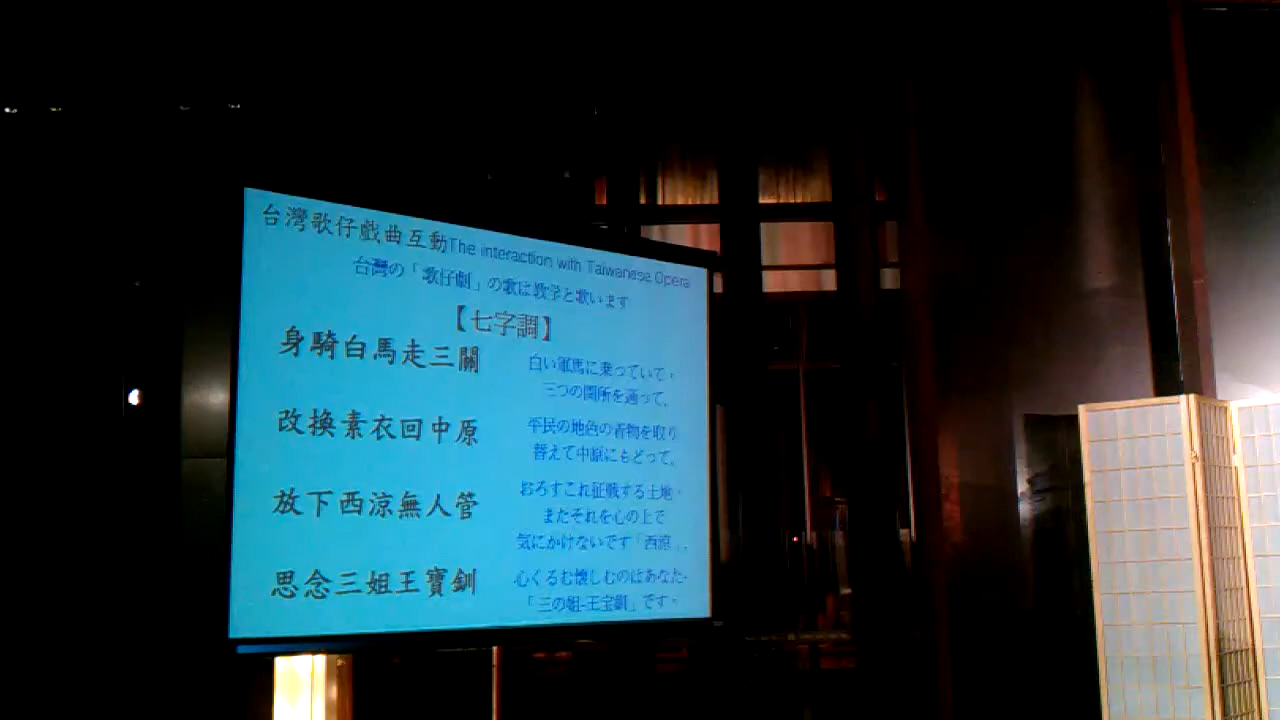 台灣歌仔戲曲互動The interaction with Taiwanese Opera
台灣の「歌仔劇」の歌は教学と歌います
【七字調】
身騎白馬走三關
白い軍馬に乗っていて，
三つの関所を通って,
改換素衣回中原
平民の地色の着物を取り
替えて中原にもどって,
放下西涼無人管
おろすこれ征戦する土地，
またそれを心の上で
気にかけないです「西涼」,
思念三姐王寶釧
心くるむ懐しむのはあなた-
「三の姐-王宝釧」です。